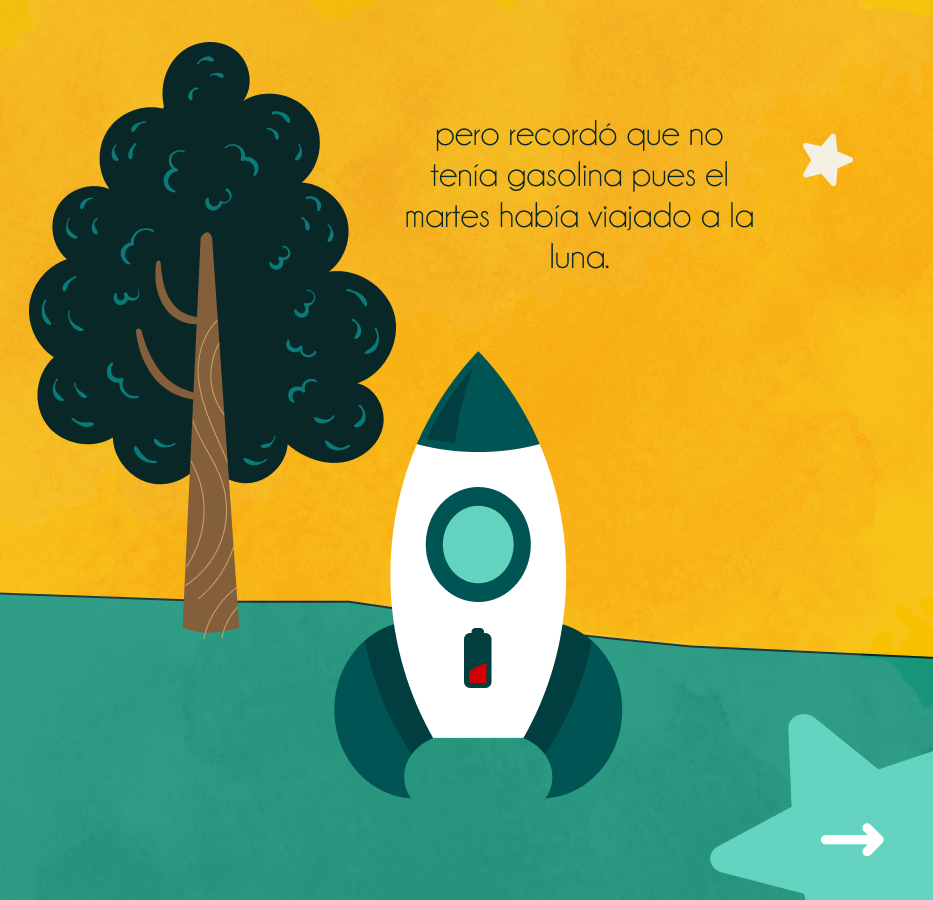 pero recordó que no
tenía gasolina pues el
martes había viajado a la
luna.